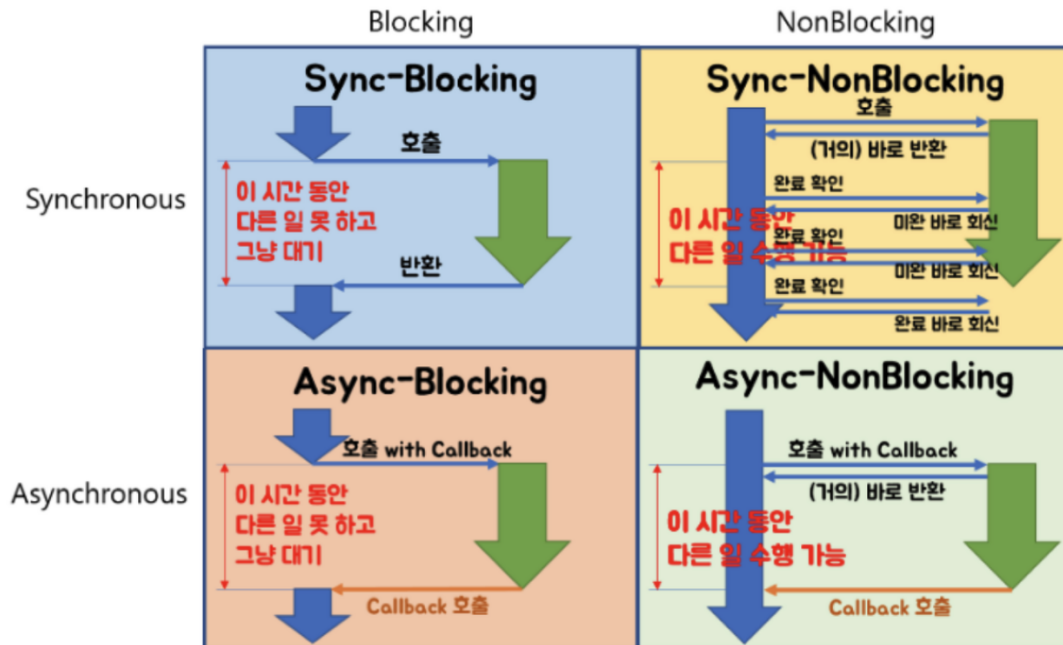 Blocking
NonBlocking
Synchronous
Sync-Blocking
호출
이 시간 동안
다른 일 못 하고
그냥 대기
반환
Sync-NonBlocking
호출
(거의) 바로 반환
완료 확인
미완 바로 회신
이 시간 동안
다른 일 수행 가능
완료 확인
미완 바로 회신
완료 확인
완료 바로 회신
Asynchronous
Async-Blocking
호출 with Callback
이 시간 동안
다른 일 못 하고
그냥 대기
Callback 호출
Async-NonBlocking
호출 with Callback
(거의) 바로 반환
이 시간 동안
다른 일 수행 가능
Callback 호출